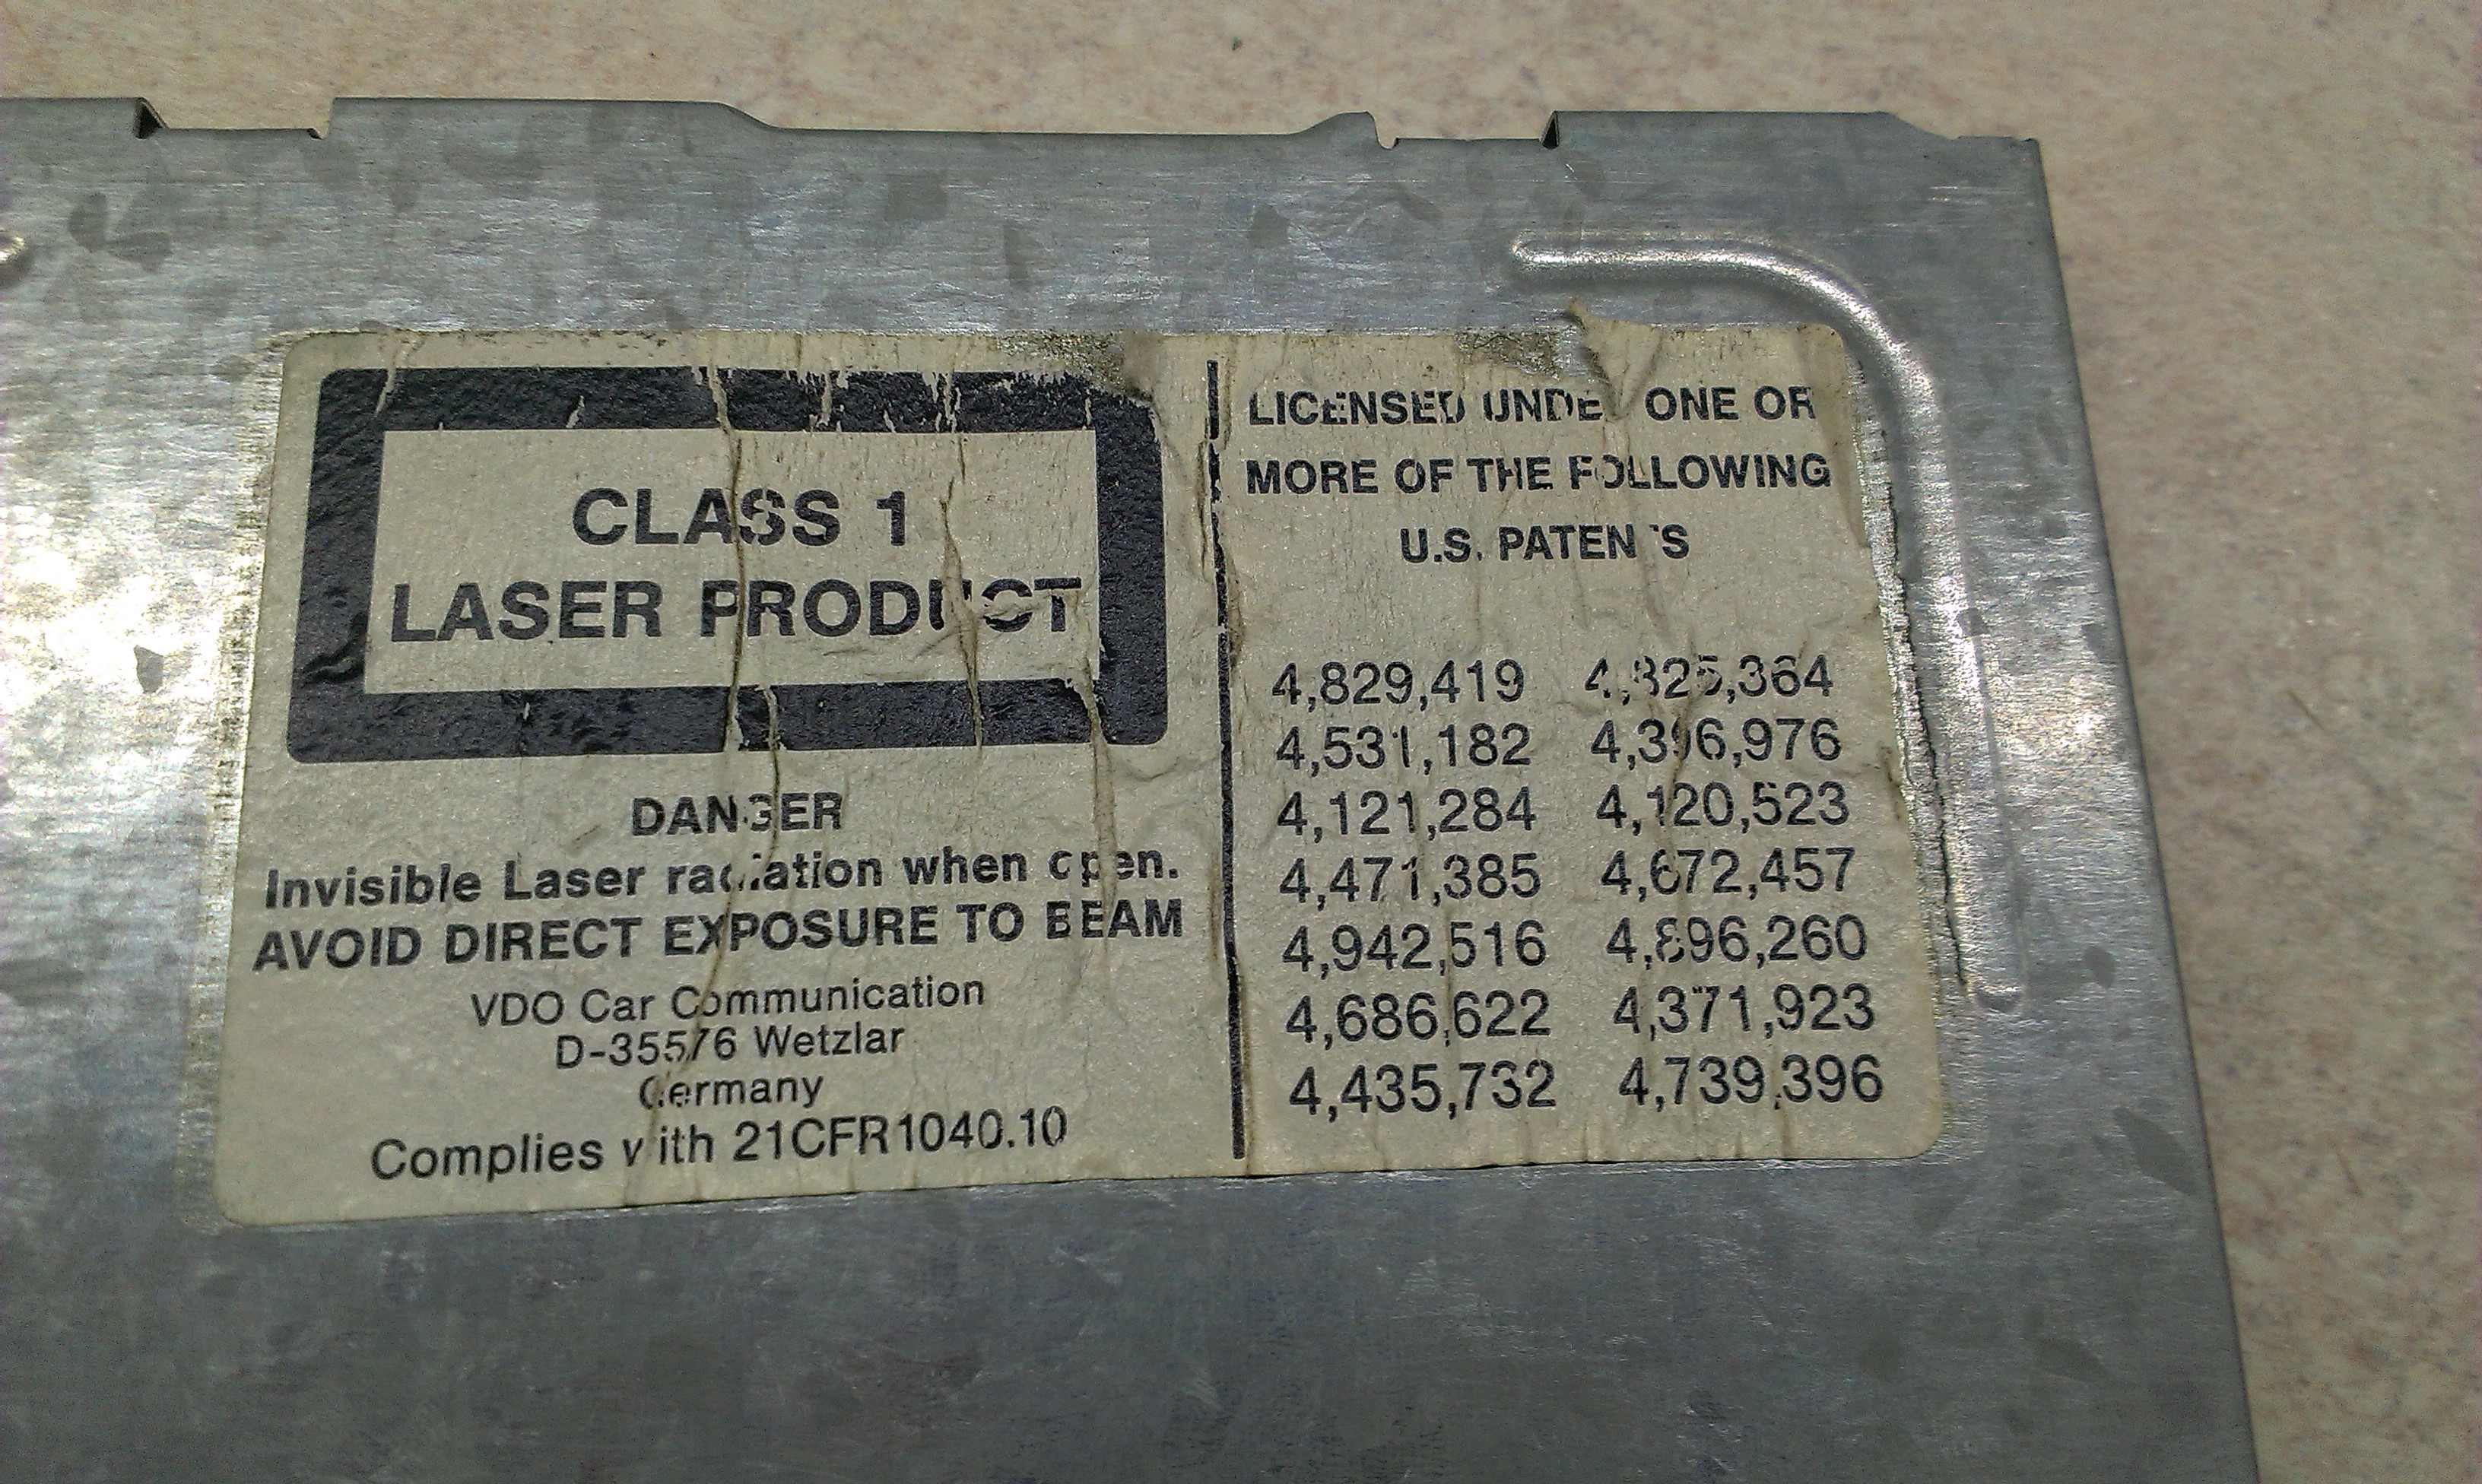 CLASS 1
LASER PRODUCT
DANGER
Invisible Laser radiation when open.
AVOID DIRECT EXPOSURE TO BEAM
VDO Car Communication
D-35576 Wetzlar
Germany
Complies with 21CFR1040.10
LICENSED UNDER ONE OR
MORE OF THE FOLLOWING
U.S. PATENTS
4,829,419 4,825,364
4,531,182 4,396,976
4,121,284 4,120,523
4,471,385 4,672,457
4,942,516 4,896,260
4,686,622 4,371,923
4,435,732 4,739,396